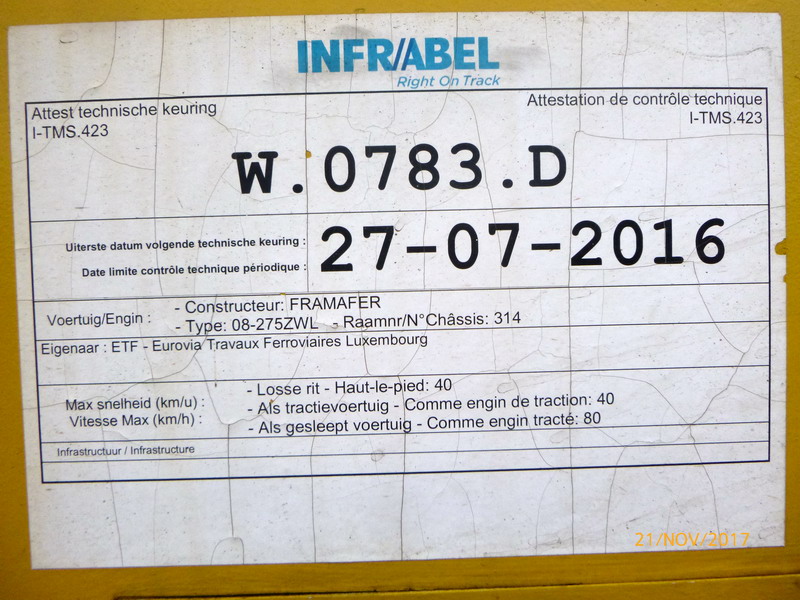 INFRABEL
Right On Track
Attest technische keuring
I-TMS.423
Attestation de contrôle technique
I-TMS.423
W.0783.D
Uiterste datum volgende technische keuring :
Date limite contrôle technique périodique :
27-07-2016
Voertuig/Engin :
- Constructeur: FRAMAFER
- Type: 08-275ZWL - Raamnr/N°Châssis: 314
Eigenaar : ETF - Eurovia Travaux Ferroviaires Luxembourg
Max snelheid (km/u) :
Vitesse Max (km/h) :
- Losse rit - Haut-le-pied: 40
- Als tractievoertuig - Comme engin de traction: 40
- Als gesleept voertuig - Comme engin tracté: 80
Infrastructuur / Infrastructure
21/NOV/2017